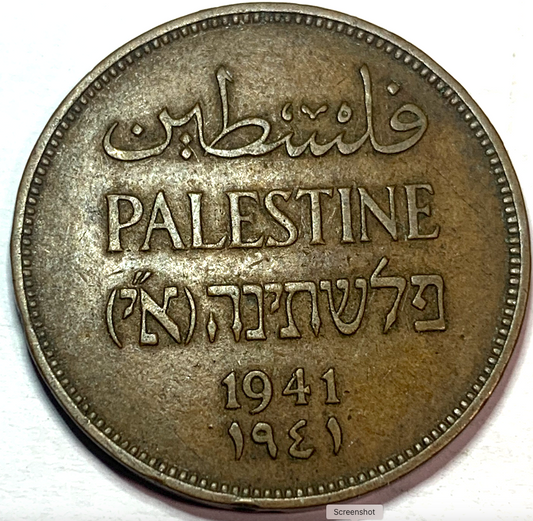 فلسطين
PALESTINE
פלשתינה (א״י)
1941
١٩٤١
Screenshot